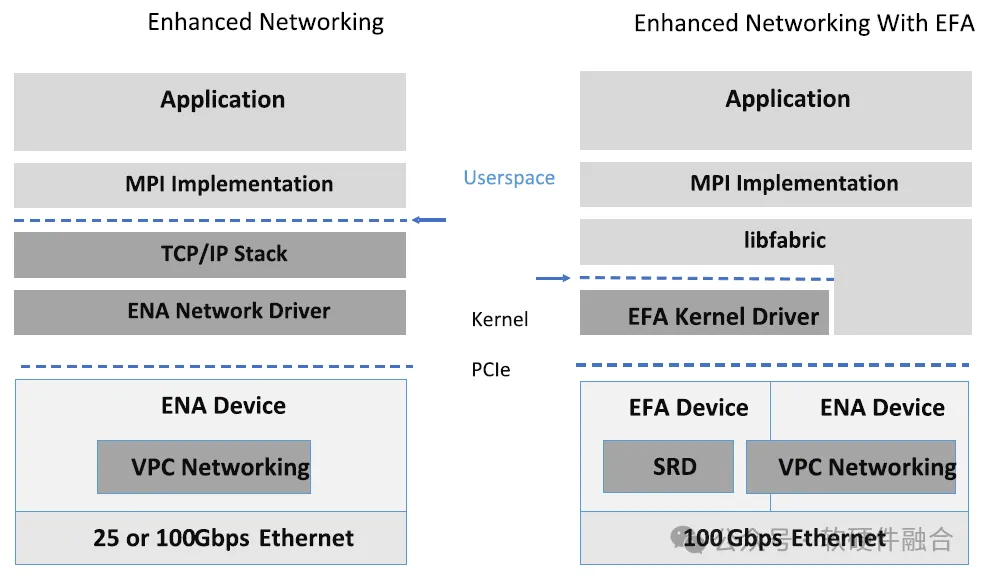 Enhanced Networking
Application
MPI Implementation
TCP/IP Stack
ENA Network Driver
ENA Device
VPC Networking
25 or 100Gbps Ethernet
Userspace
Kernel
PCIe
Enhanced Networking With EFA
Application
MPI Implementation
libfabric
EFA Kernel Driver
EFA Device
ENA Device
SRD
VPC Networking
100 Gbps Ethernet
公众号 · 软硬件融合